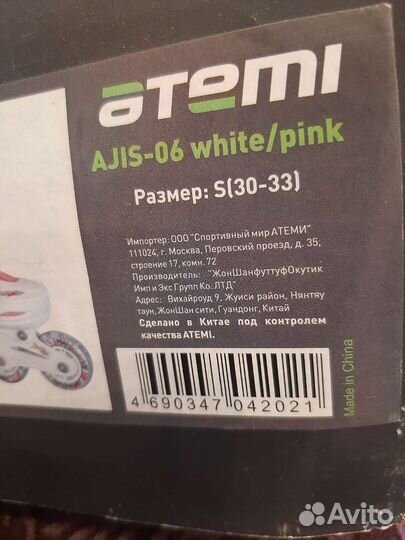 atemi
AJIS-06 white/pink
Размер: S(30-33)
Импортер: ООО "Спортивный мир АТЕМИ"
111024, г. Москва, Перовский проезд, д. 35,
строение 17, комн. 72
Производитель: "ЖонШанфуттуфОкутик
Имп и Экс Групп Ко. ЛТД"
Адрес: Вихайроуд 9, Жуиси район, Нянтяу
таун, ЖонШан сити, Гуандонг, Китай
Сделано в Китае под контролем
качества ATEMI.
4 690347 042021
Made in China
Avito